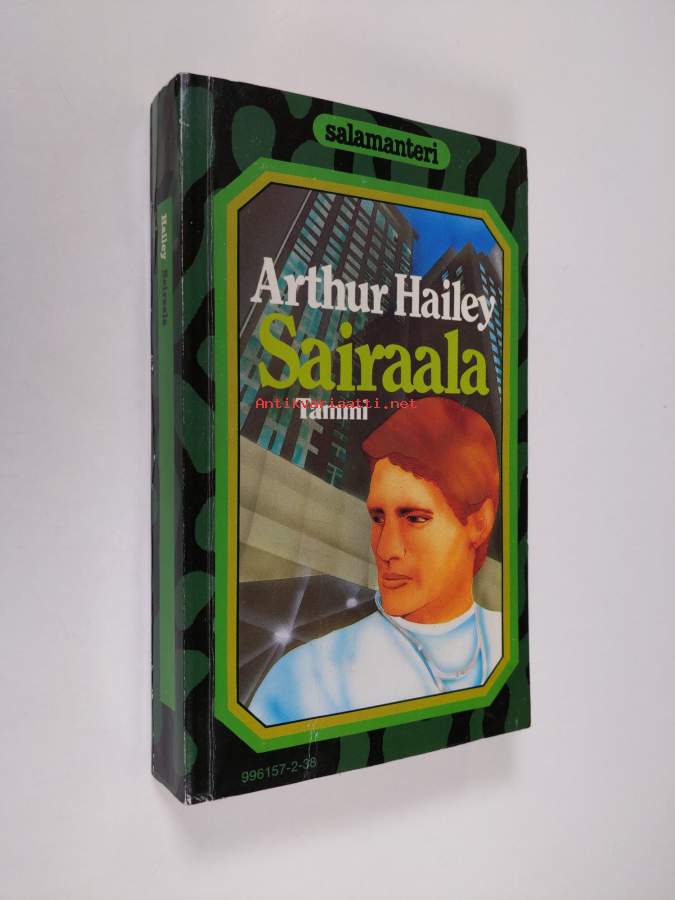 salamanteri
Arthur Hailey
Sairaala
Antikvariaatti.net
Tammi
996157-2-38
Hailey Sairaala